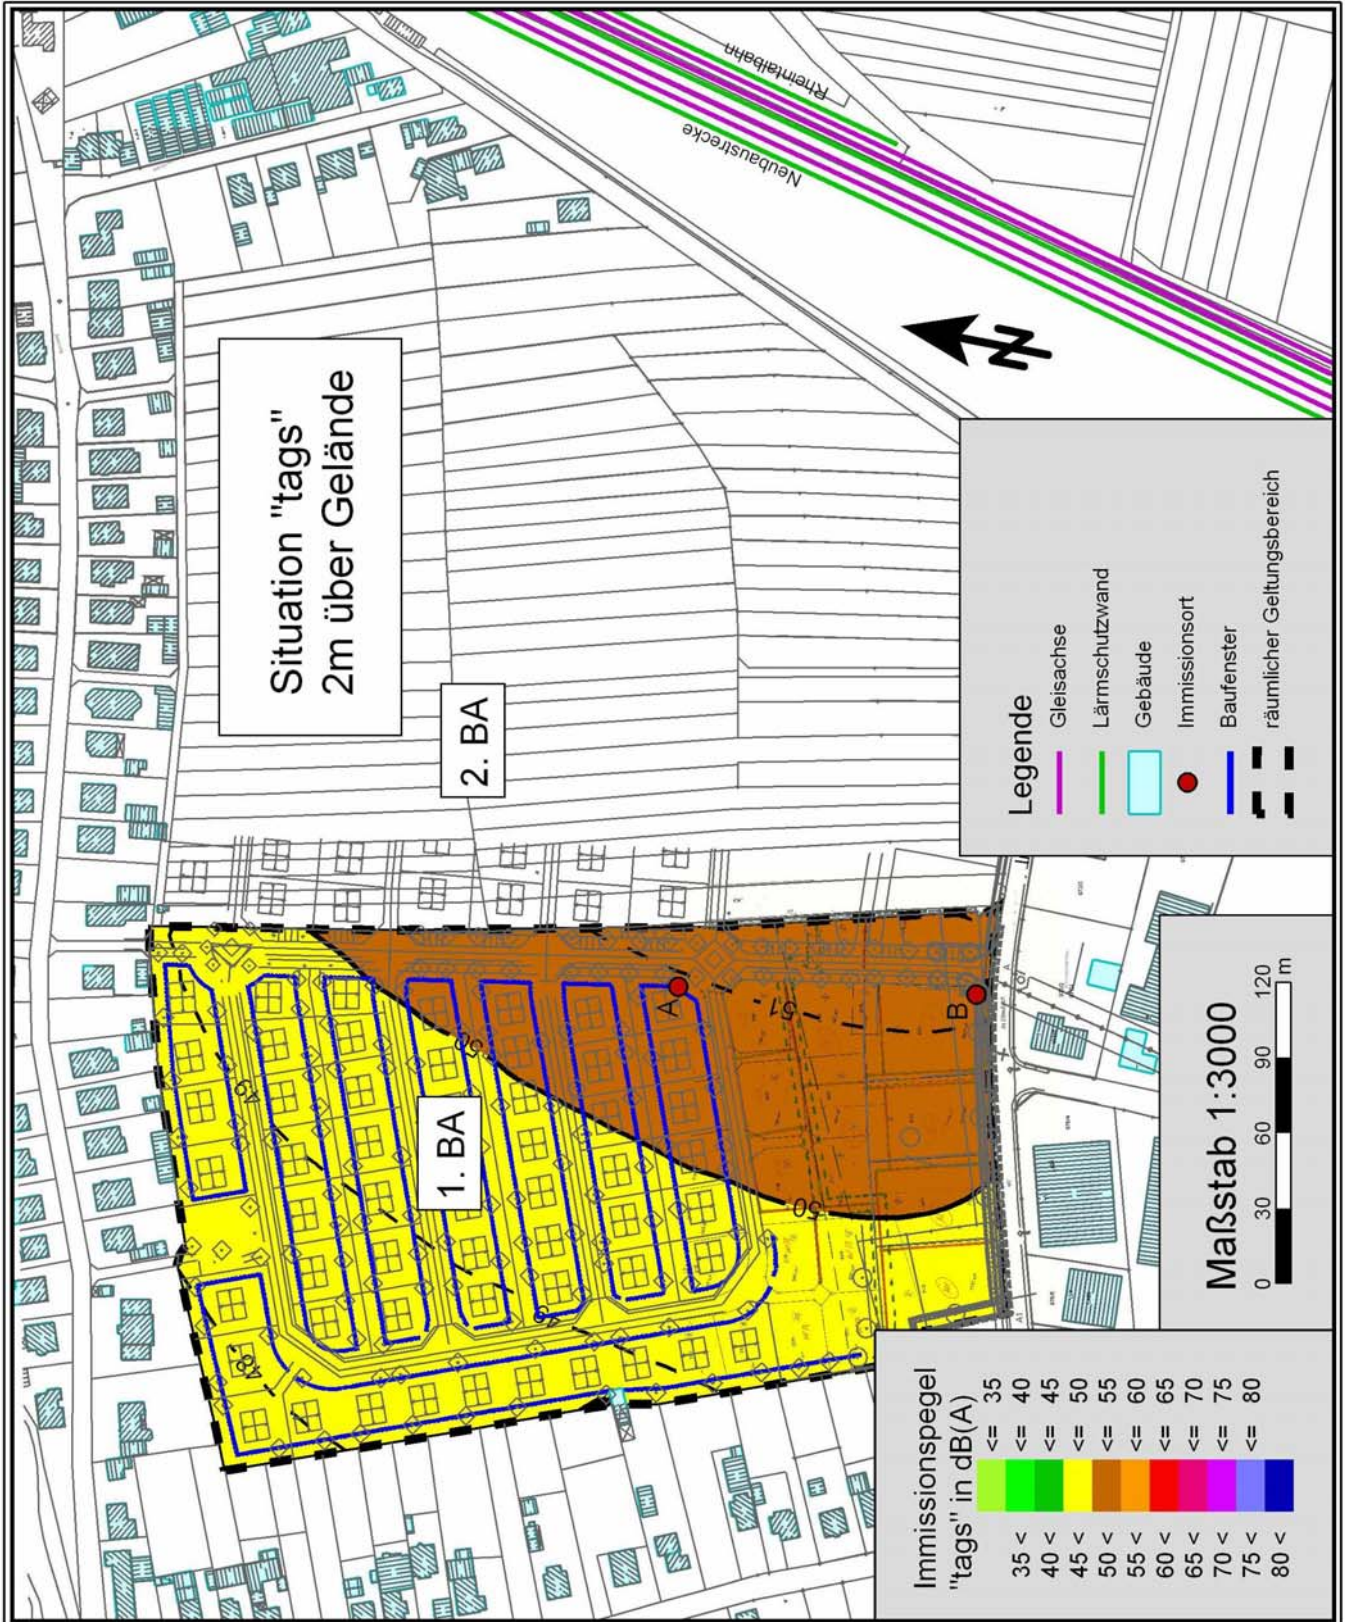 Situation "tags"
2m über Gelände
Rheintalbahn
Neubaustrecke
N
2. BA
1. BA
49
50
48
49
50
51
A
B
Legende
Gleisachse
Lärmschutzwand
Gebäude
Immissionsort
Baufenster
räumlicher Geltungsbereich
Maßstab 1:3000
0 30 60 90 120
m
Immissionspegel
"tags" in dB(A)
<= 35
35 < <= 40
40 < <= 45
45 < <= 50
50 < <= 55
55 < <= 60
60 < <= 65
65 < <= 70
70 < <= 75
75 < <= 80
80 <